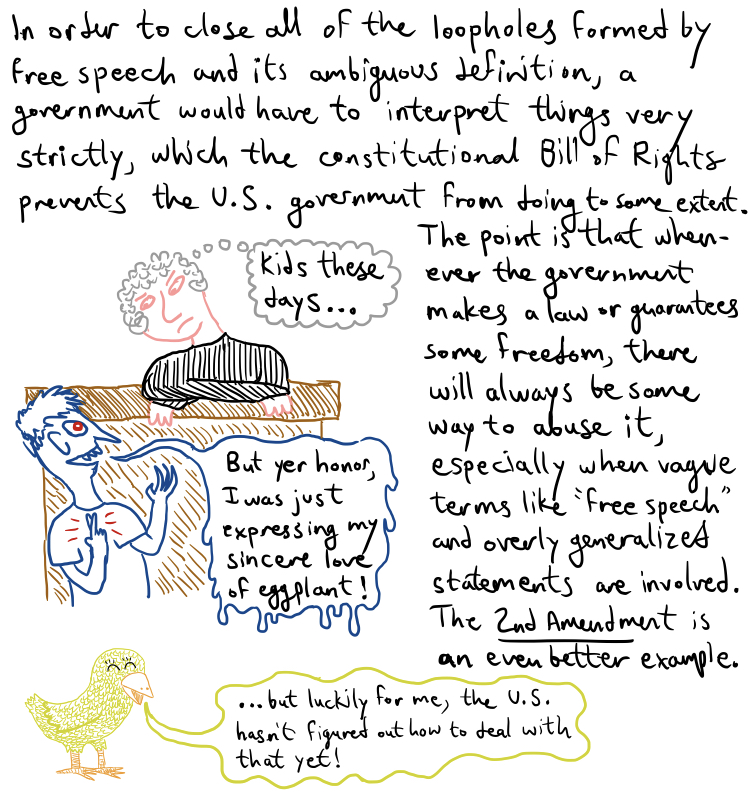 In order to close all of the loopholes formed by
free speech and its ambiguous definition, a
government would have to interpret things very
strictly, which the constitutional Bill of Rights
prevents the U.S. government from doing to some extent.
The point is that when-
ever the government
makes a law or guarantees
some freedom, there
will always be some
way to abuse it,
especially when vague
terms like "free speech"
and overly generalized
statements are involved.
The 2nd Amendment is
an even better example.
Kids these
days...
But yer honor,
I was just
expressing my
sincere love
of eggplant!
...but luckily for me, the U.S.
hasn't figured out how to deal with
that yet!